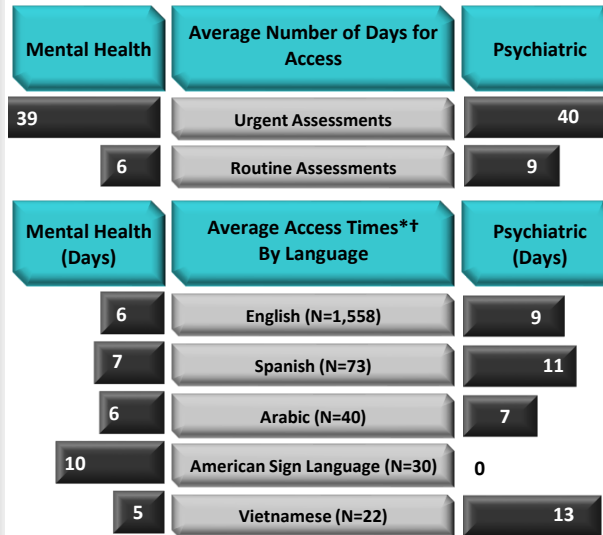 Mental Health
Average Number of Days for
Access
Psychiatric
39
Urgent Assessments
40
6
Routine Assessments
9
Mental Health
(Days)
Average Access Times*†
By Language
Psychiatric
(Days)
6
English (N=1,558)
9
7
Spanish (N=73)
11
6
Arabic (N=40)
7
10
American Sign Language (N=30)
0
5
Vietnamese (N=22)
13